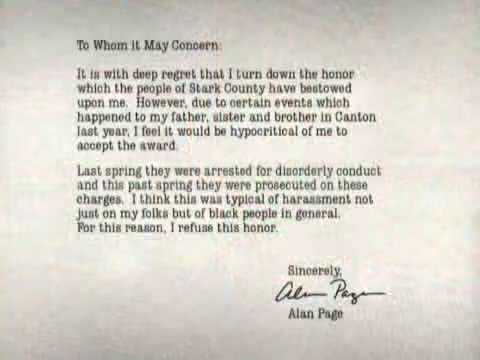 To Whom it May Concern:
It is with deep regret that I turn down the honor
which the people of Stark County have bestowed
upon me. However, due to certain events which
happened to my father, sister and brother in Canton
last year, I feel it would be hypocritical of me to
accept the award.
Last spring they were arrested for disorderly conduct
and this past spring they were prosecuted on these
charges. I think this was typical of harassment not
just on my folks but of black people in general.
For this reason, I refuse this honor.
Sincerely,
Alan Page
Alan Page